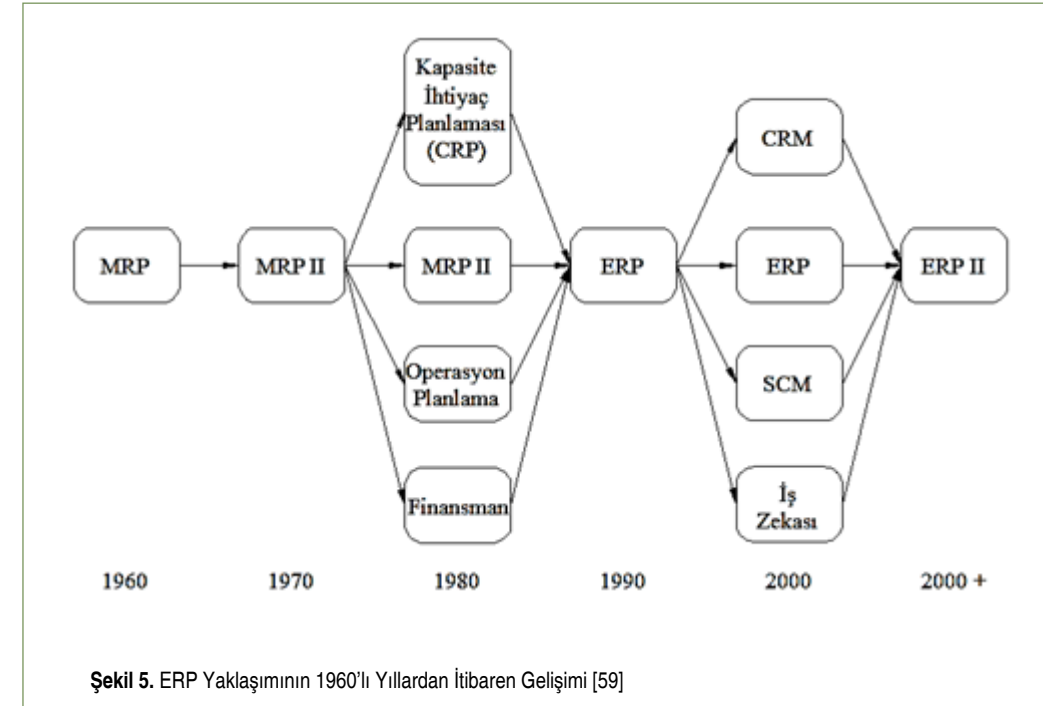 Kapasite
İhtiyaç
Planlaması
(CRP)
CRM
MRP
MRP II
MRP II
ERP
ERP
ERP II
Operasyon
Planlama
SCM
Finansman
İş
Zekası
1960
1970
1980
1990
2000
2000 +
Şekil 5. ERP Yaklaşımının 1960’lı Yıllardan İtibaren Gelişimi [59]